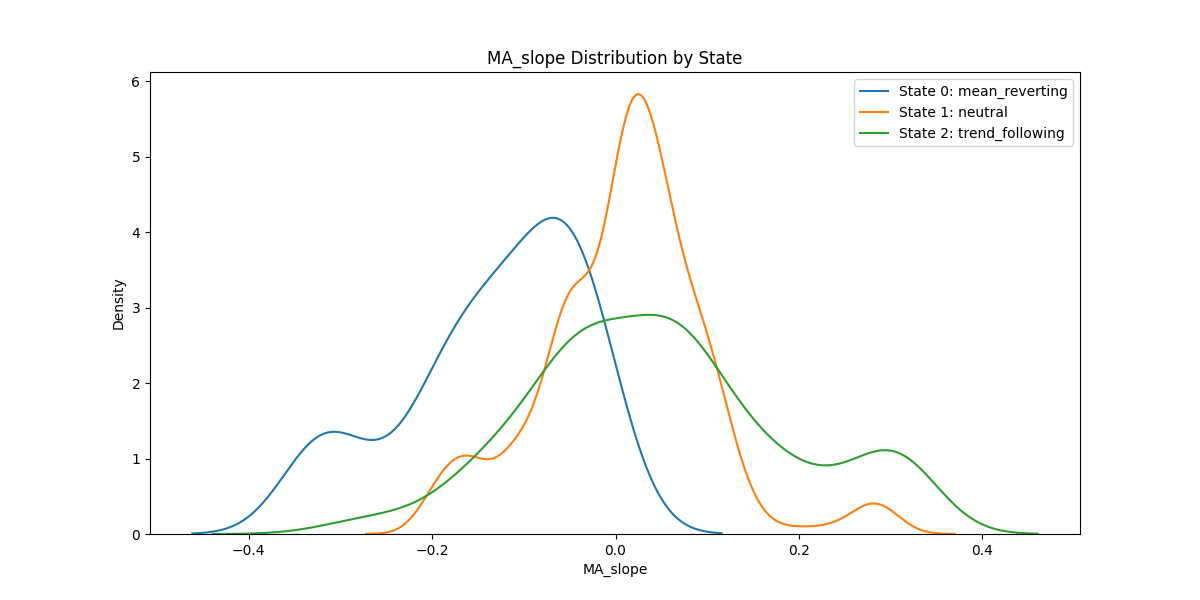 MA_slope Distribution by State
State 0: mean_reverting
State 1: neutral
State 2: trend_following
6
5
4
3
2
1
0
Density
−0.4
−0.2
0.0
0.2
0.4
MA_slope